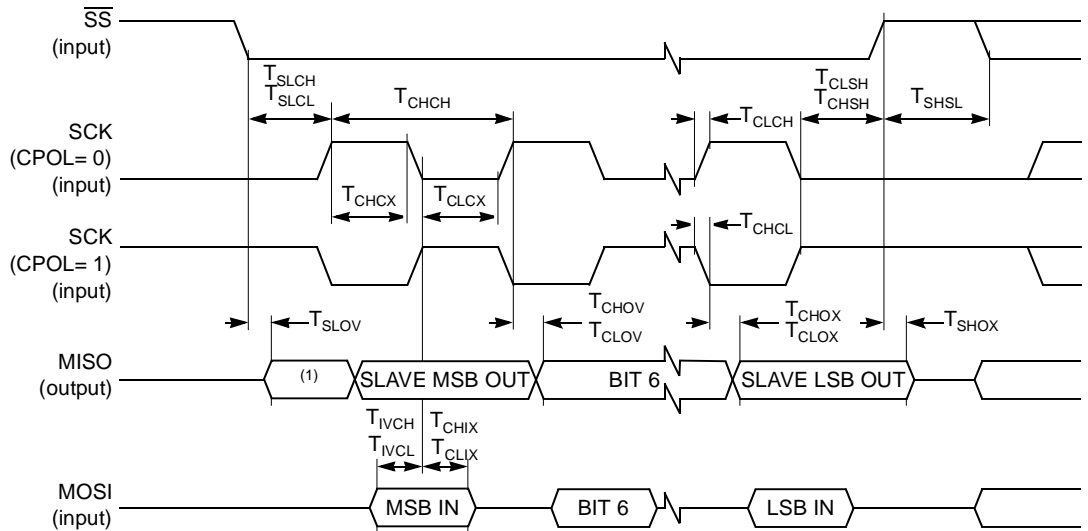 SS
(input)
T_SLCH
T_SLCL
T_CHCH
T_CLCH
T_CLSH
T_CHSH
T_SHSL
SCK
(CPOL= 0)
(input)
T_CHCX
T_CLCX
T_CHCL
SCK
(CPOL= 1)
(input)
T_SLOV
T_CHOV
T_CLOV
T_CHOX
T_CLOX
T_SHOX
MISO
(output)
(1)
SLAVE MSB OUT
BIT 6
SLAVE LSB OUT
T_IVCH
T_IVCL
T_CHIX
T_CLIX
MOSI
(input)
MSB IN
BIT 6
LSB IN